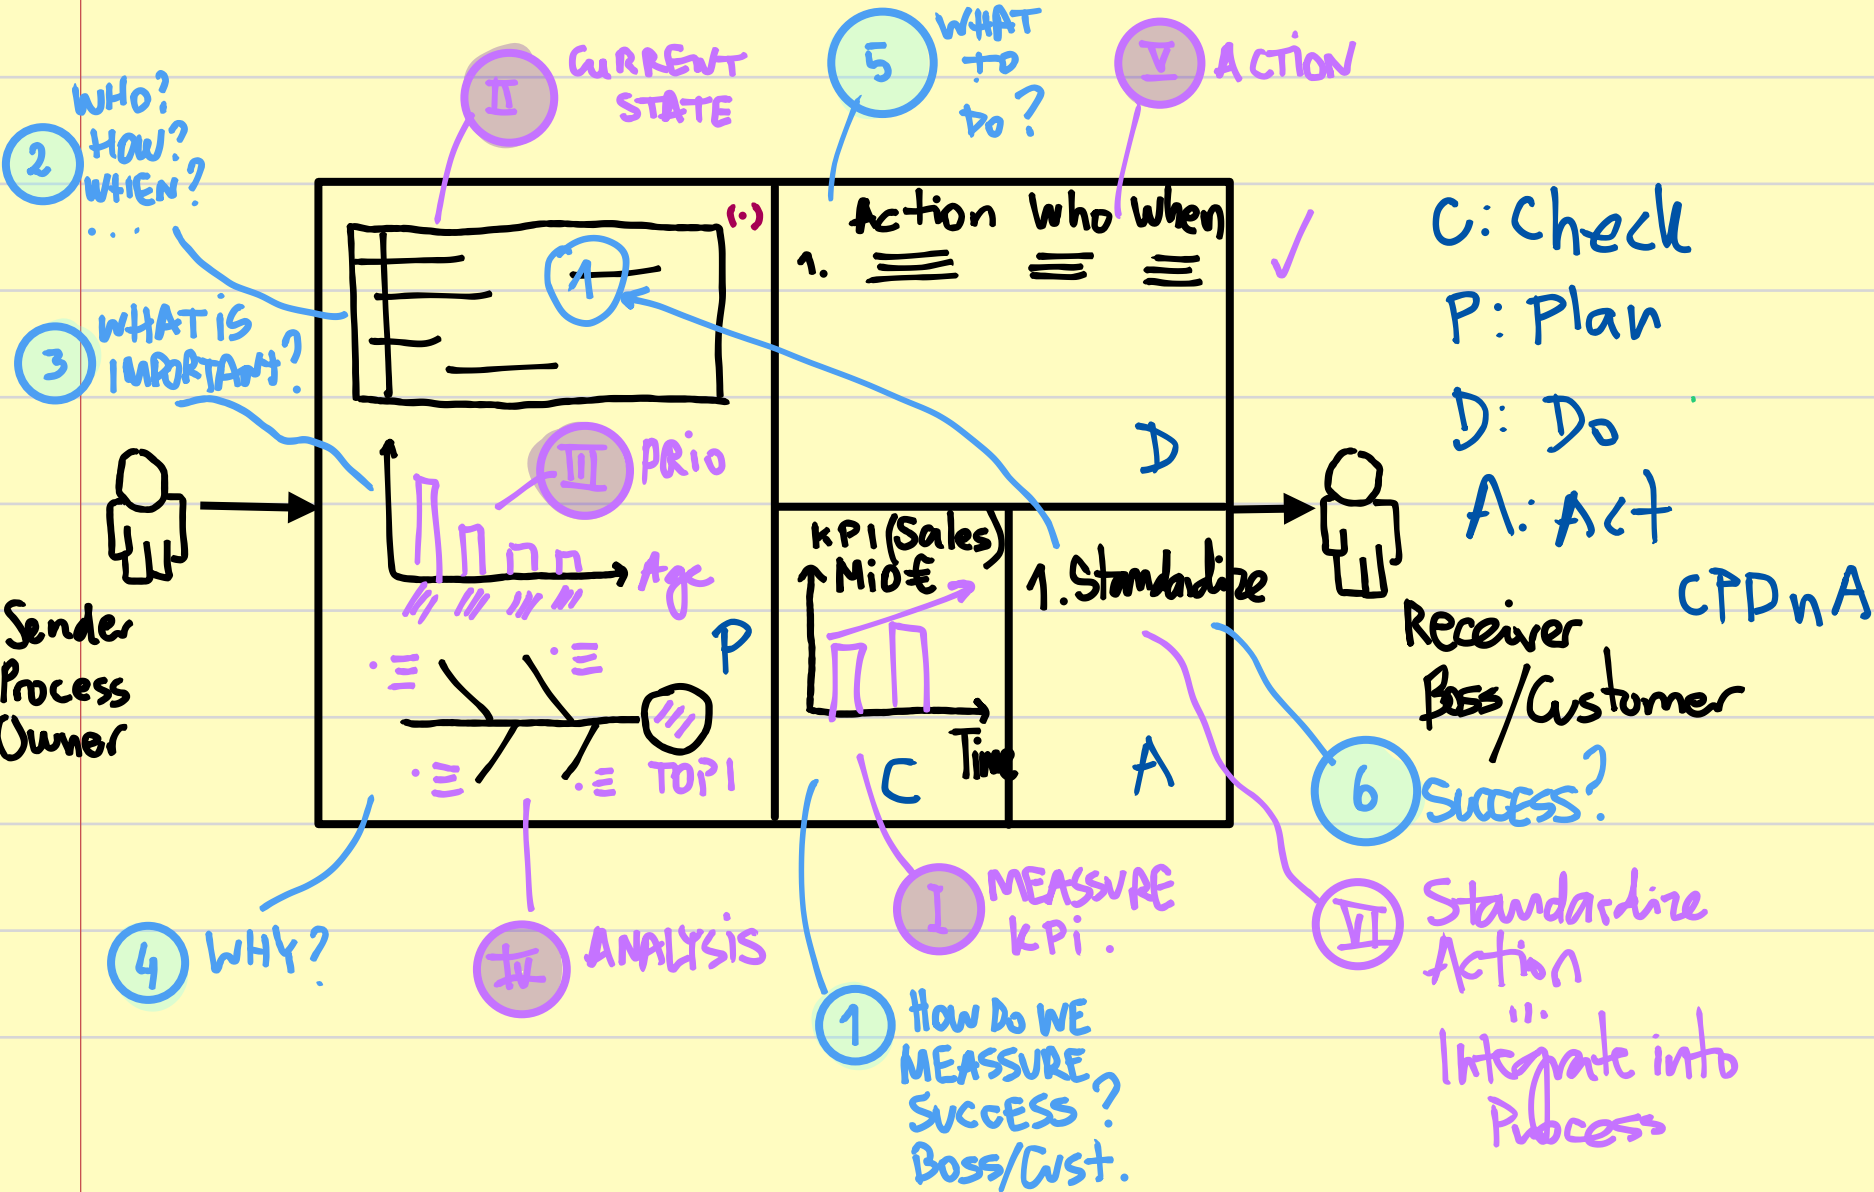 2
WHO?
HOW?
WHEN?
...
II
CURRENT
STATE
5
WHAT
TO
DO?
V
ACTION
3
WHAT IS
IMPORTANT?
1
Action Who When
1.
D
III
PRIO
Age
P
TOP1
KPI (Sales)
Mio €
Time
C
1. Standardize
A
Sender
Process
Owner
Receiver
Boss/Customer
C: Check
P: Plan
D: Do
A: Act
CPDnA
6
SUCCESS?
4
WHY?
IV
ANALYSIS
I
MEASSURE
KPI.
1
HOW DO WE
MEASSURE
SUCCESS?
BOSS/CUST.
VI
Standardize
Action
Integrate into
Process